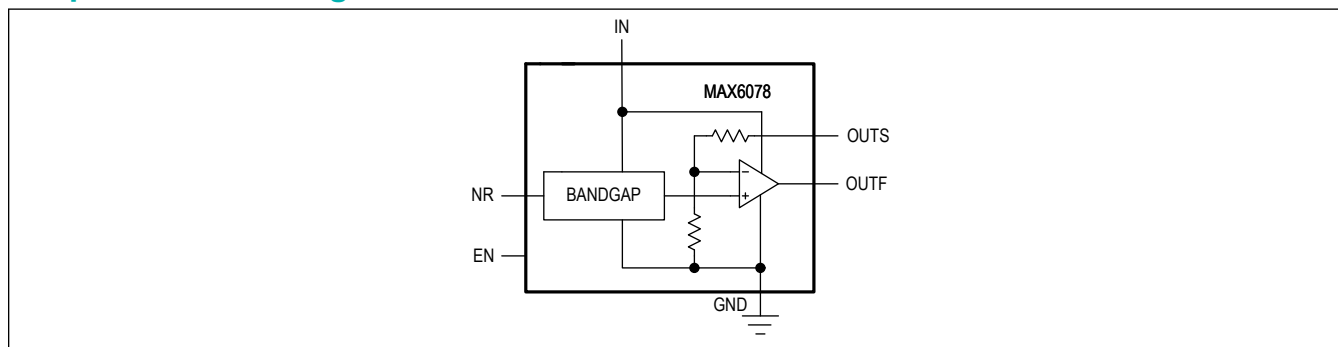 IN
MAX6078
OUTS
−
NR
BANDGAP
+
OUTF
EN
GND